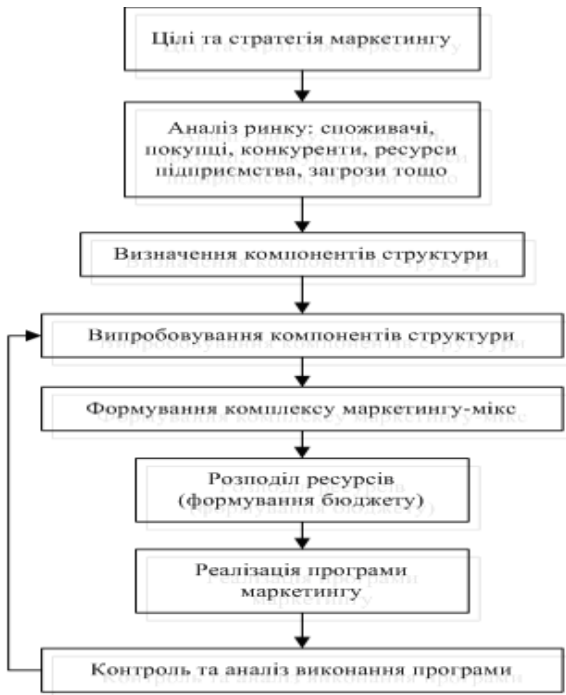 Цілі та стратегія маркетингу
Аналіз ринку: споживачі,
покупці, конкуренти, ресурси
підприємства, загрози тощо
Визначення компонентів структури
Випробовування компонентів структури
Формування комплексу маркетингу-мікс
Розподіл ресурсів
(формування бюджету)
Реалізація програми
маркетингу
Контроль та аналіз виконання програми